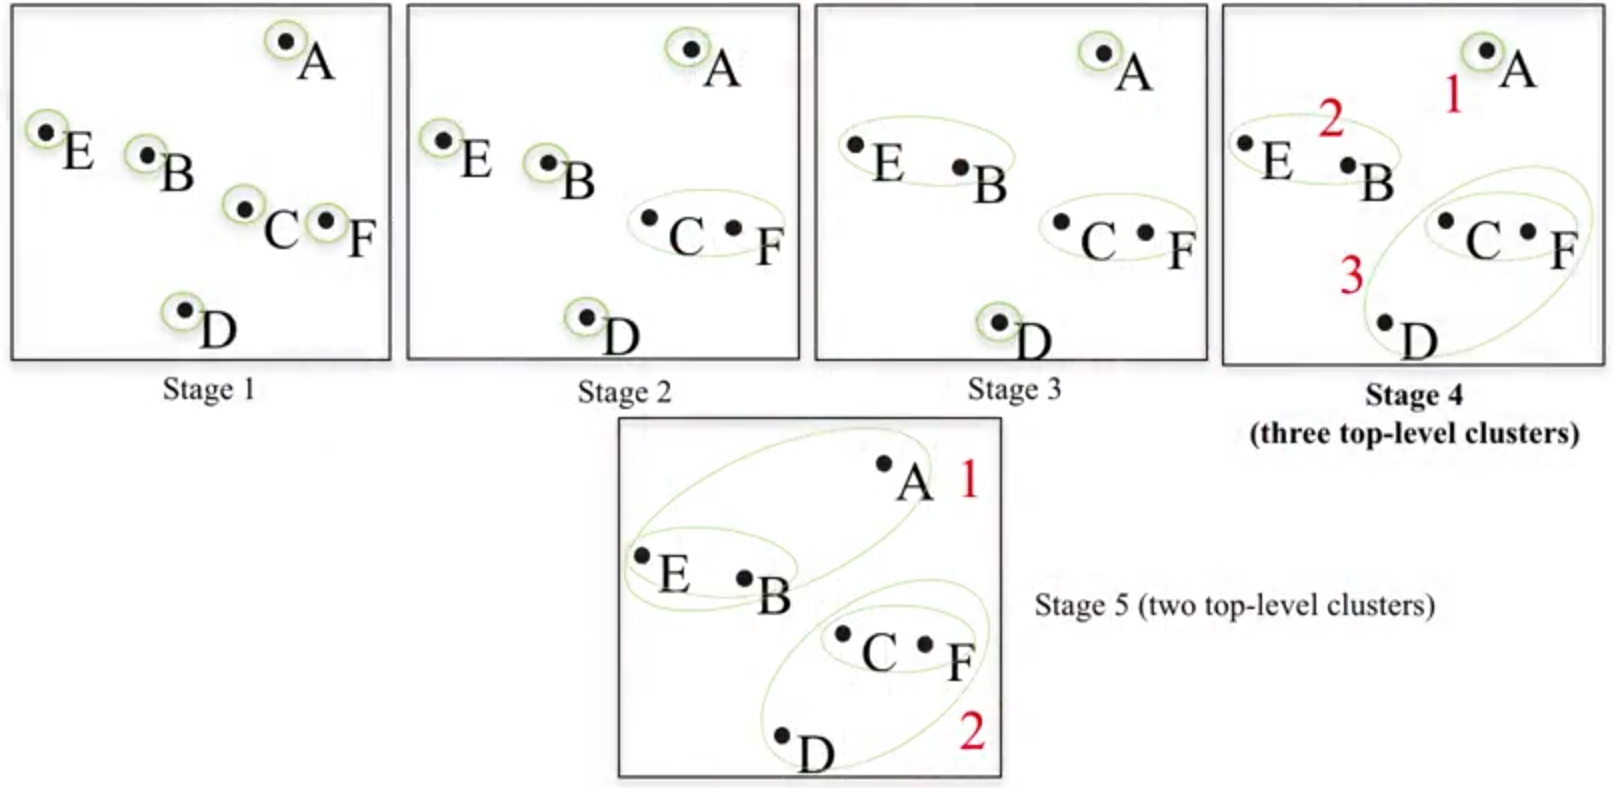 A
E
B
C F
D
Stage 1
A
E
B
C F
D
Stage 2
A
E
B
C F
D
Stage 3
A
1
2
E
B
C F
3
D
Stage 4
(three top-level clusters)
A 1
E
B
C F
2
D
Stage 5 (two top-level clusters)